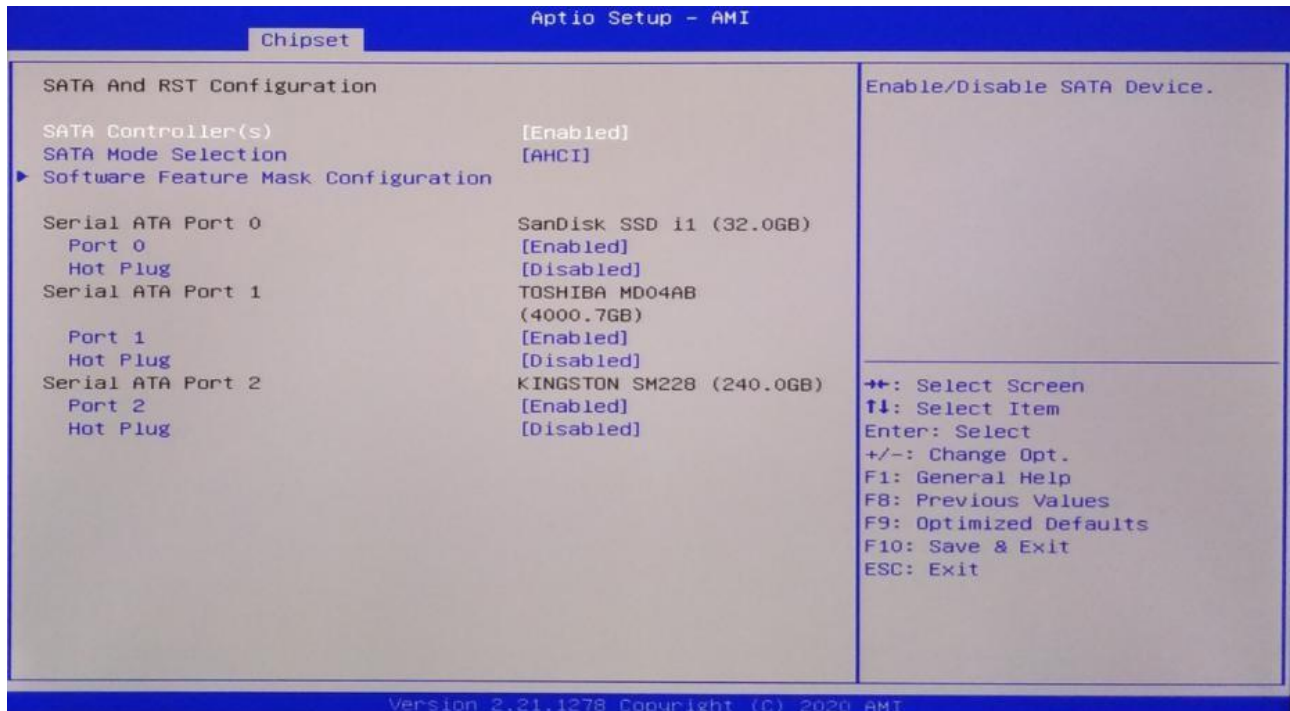 Aptio Setup - AMI
Chipset
SATA And RST Configuration
SATA Controller(s) [Enabled]
SATA Mode Selection [AHCI]
Software Feature Mask Configuration
Serial ATA Port 0 SanDisk SSD i1 (32.0GB)
Port 0 [Enabled]
Hot Plug [Disabled]
Serial ATA Port 1 TOSHIBA MD04AB
(4000.7GB)
Port 1 [Enabled]
Hot Plug [Disabled]
Serial ATA Port 2 KINGSTON SM228 (240.0GB)
Port 2 [Enabled]
Hot Plug [Disabled]
Enable/Disable SATA Device.
→←: Select Screen
↑↓: Select Item
Enter: Select
+/-: Change Opt.
F1: General Help
F8: Previous Values
F9: Optimized Defaults
F10: Save & Exit
ESC: Exit
Version 2.21.1278 Copyright (C) 2020 AMI